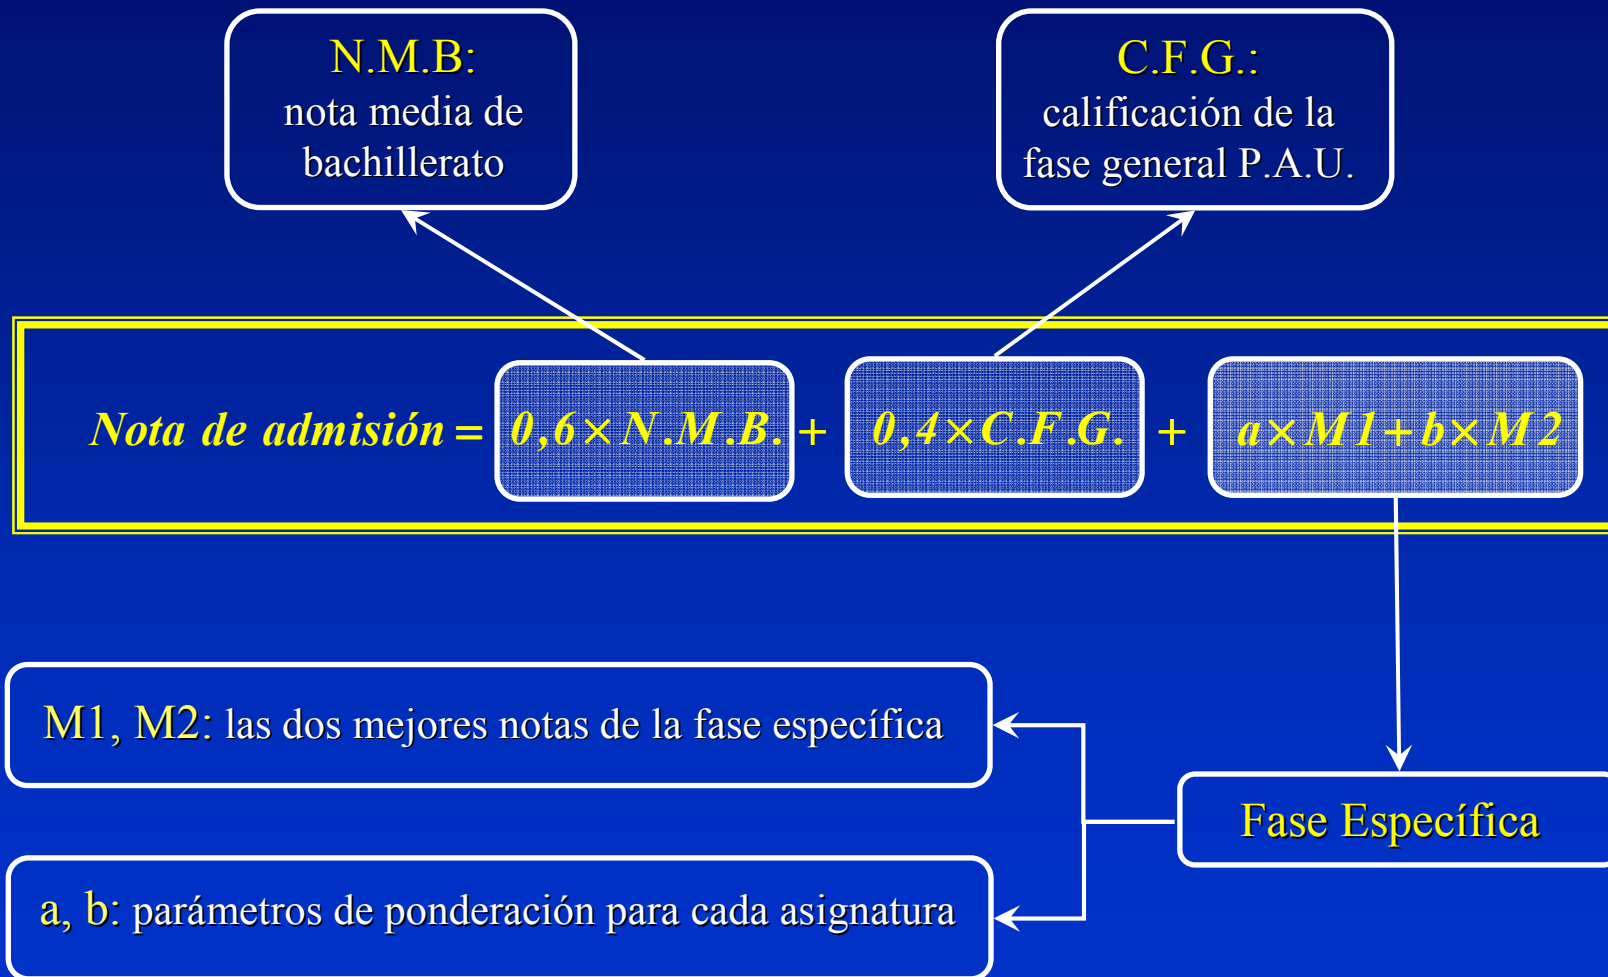 N.M.B:
nota media de
bachillerato
C.F.G.:
calificación de la
fase general P.A.U.
Nota de admisión = 0,6×N.M.B. + 0,4×C.F.G. + a×M1+b×M2
M1, M2: las dos mejores notas de la fase específica
Fase Específica
a, b: parámetros de ponderación para cada asignatura